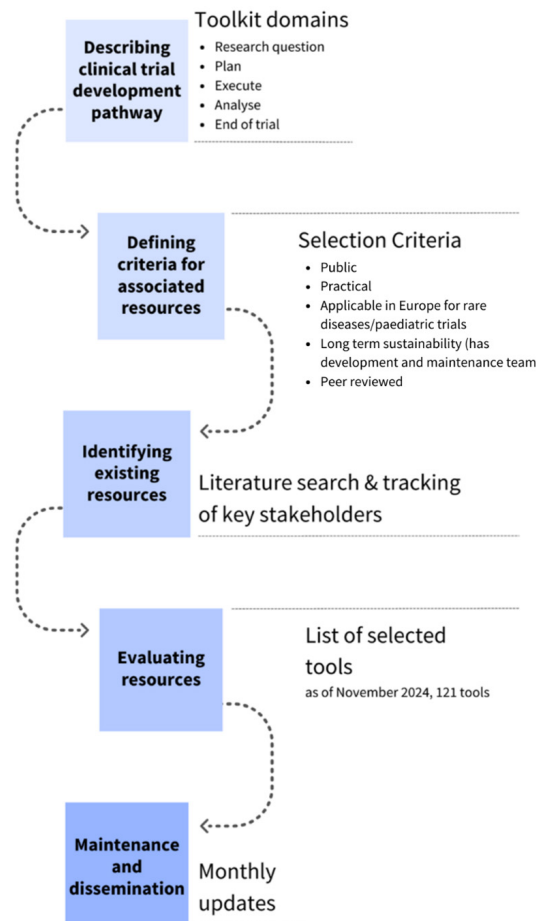 Describing
clinical trial
development
pathway
Toolkit domains
• Research question
• Plan
• Execute
• Analyse
• End of trial
Defining
criteria for
associated
resources
Selection Criteria
• Public
• Practical
• Applicable in Europe for rare
diseases/paediatric trials
• Long term sustainability (has
development and maintenance team
• Peer reviewed
Identifying
existing
resources
Literature search & tracking
of key stakeholders
Evaluating
resources
List of selected
tools
as of November 2024, 121 tools
Maintenance
and
dissemination
Monthly
updates